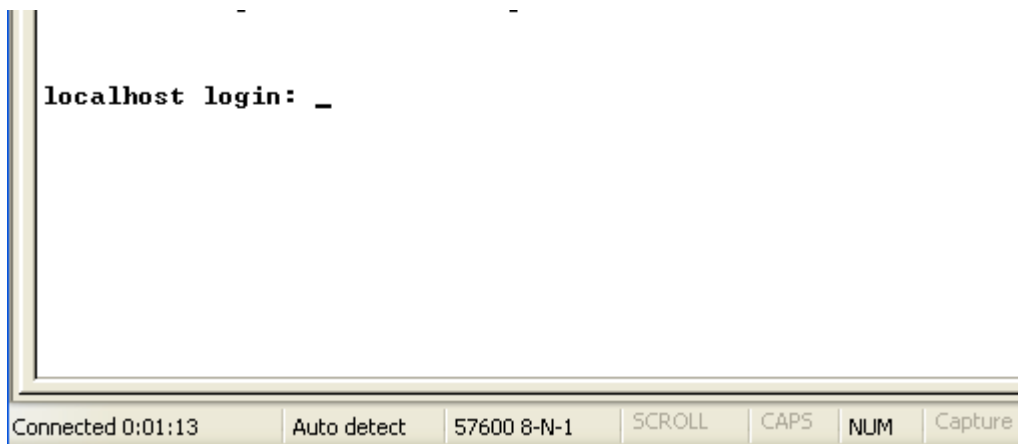 localhost login: _
Connected 0:01:13 Auto detect 57600 8-N-1 SCROLL CAPS NUM Capture